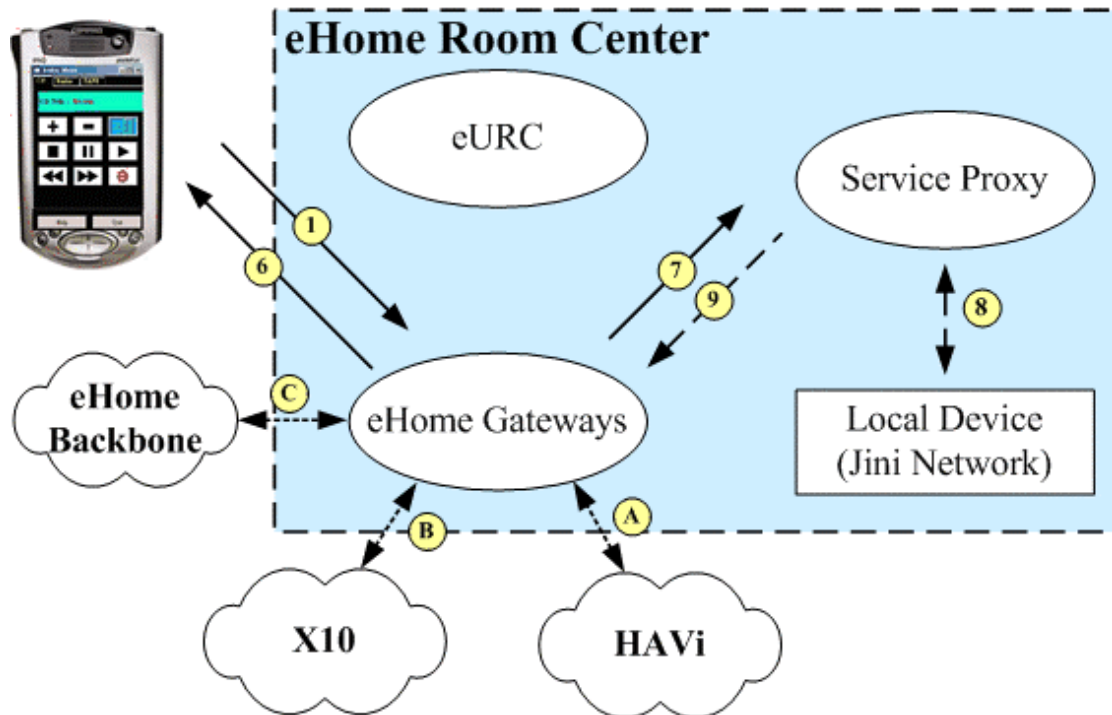 eHome Room Center
eURC
Service Proxy
1
6
7
9
8
eHome
Backbone
C
eHome Gateways
Local Device
(Jini Network)
B
A
X10
HAVi